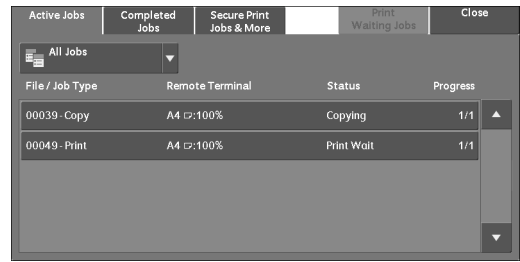 Active Jobs
Completed Jobs
Secure Print Jobs & More
Print Waiting Jobs
Close
All Jobs
File / Job Type Remote Terminal Status Progress
00039 - Copy A4 :100% Copying 1/1
00049 - Print A4 :100% Print Wait 1/1